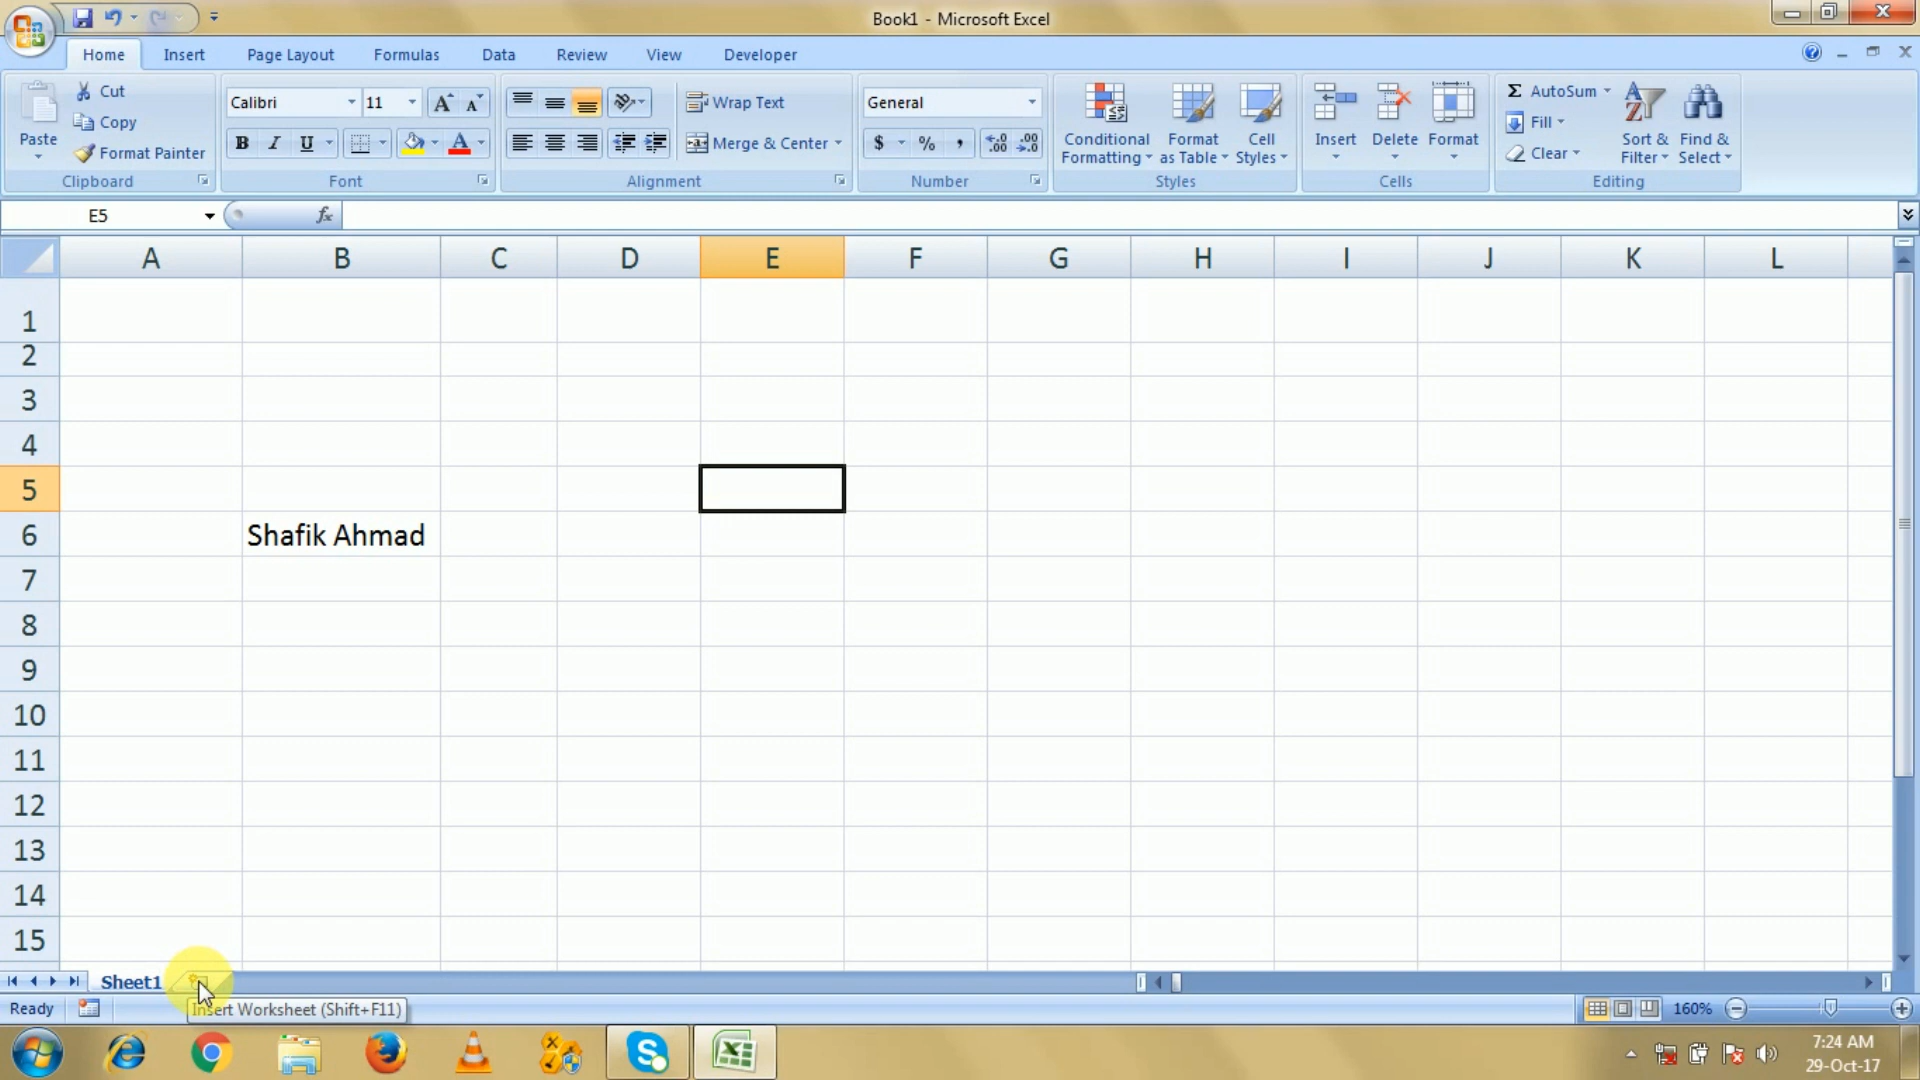 Book1 - Microsoft Excel
Home Insert Page Layout Formulas Data Review View Developer
Paste
Cut
Copy
Format Painter
Clipboard
Calibri 11
B I U
Font
Wrap Text
Merge & Center
Alignment
General
$ % ,
Number
Conditional Formatting
Format as Table
Cell Styles
Styles
Insert Delete Format
Cells
Σ AutoSum
Fill
Clear
Sort & Filter
Find & Select
Editing
E5 fx
A B C D E F G H I J K L
1
2
3
4
5
6 Shafik Ahmad
7
8
9
10
11
12
13
14
15
Sheet1
Insert Worksheet (Shift+F11)
Ready 160%
7:24 AM
29-Oct-17